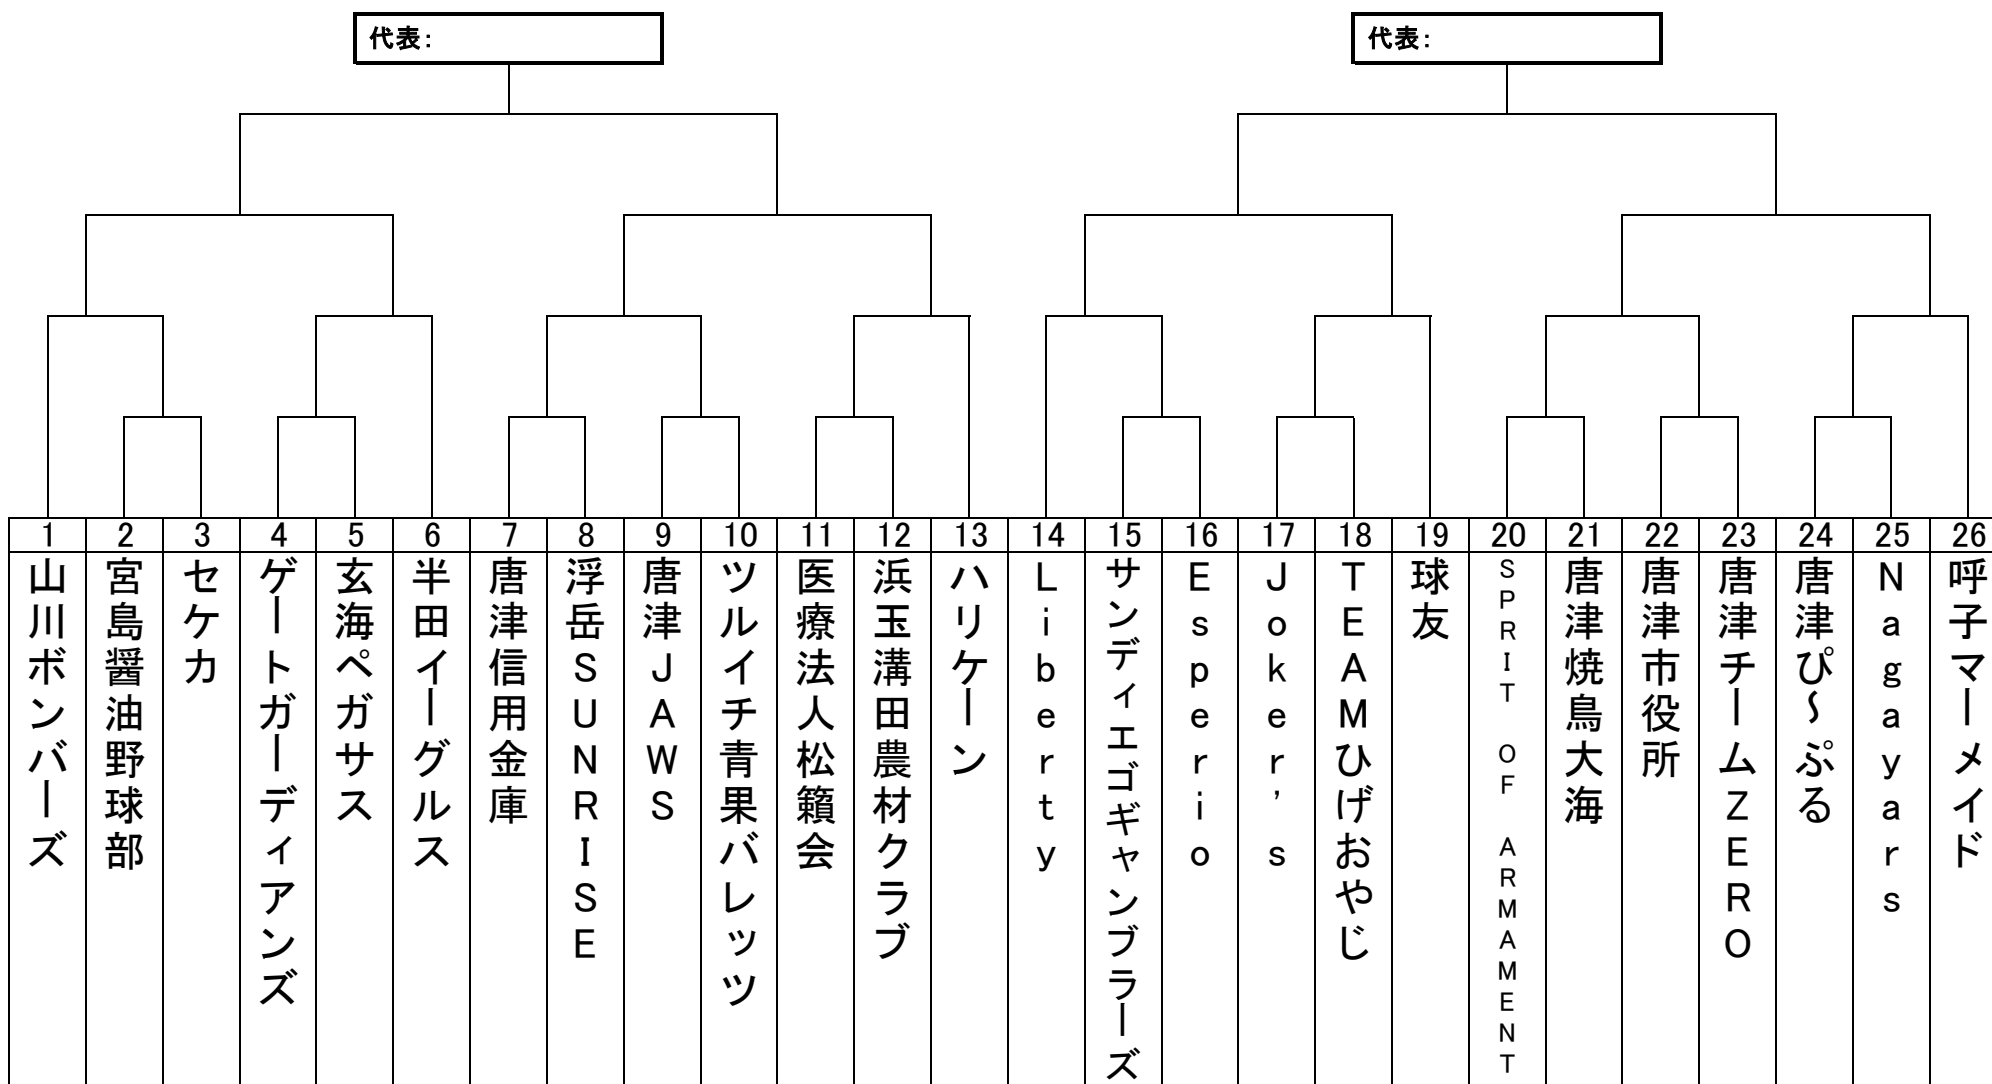 代表：
代表：
1
2
3
4
5
6
7
8
9
10
11
12
13
14
15
16
17
18
19
20
21
22
23
24
25
26
山川ボンバーズ
宮島醤油野球部
セケカ
ゲートガーディアンズ
玄海ペガサス
半田イーグルス
唐津信用金庫
浮岳ＳＵＮＲＩＳＥ
唐津ＪＡＷＳ
ツルイチ青果バレッツ
医療法人松籟会
浜玉溝田農材クラブ
ハリケーン
Ｌｉｂｅｒｔｙ
サンディエゴギャンブラーズ
Ｅｓｐｅｒｉｏ
Ｊｏｋｅｒ’ｓ
ＴＥＡＭひげおやじ
球友
ＳＰＲＩＴ　ＯＦ　ＡＲＭＡＭＥＮＴ
唐津焼鳥大海
唐津市役所
唐津チームＺＥＲＯ
唐津ぴ～ぷる
Ｎａｇａｙａｒｓ
呼子マーメイド